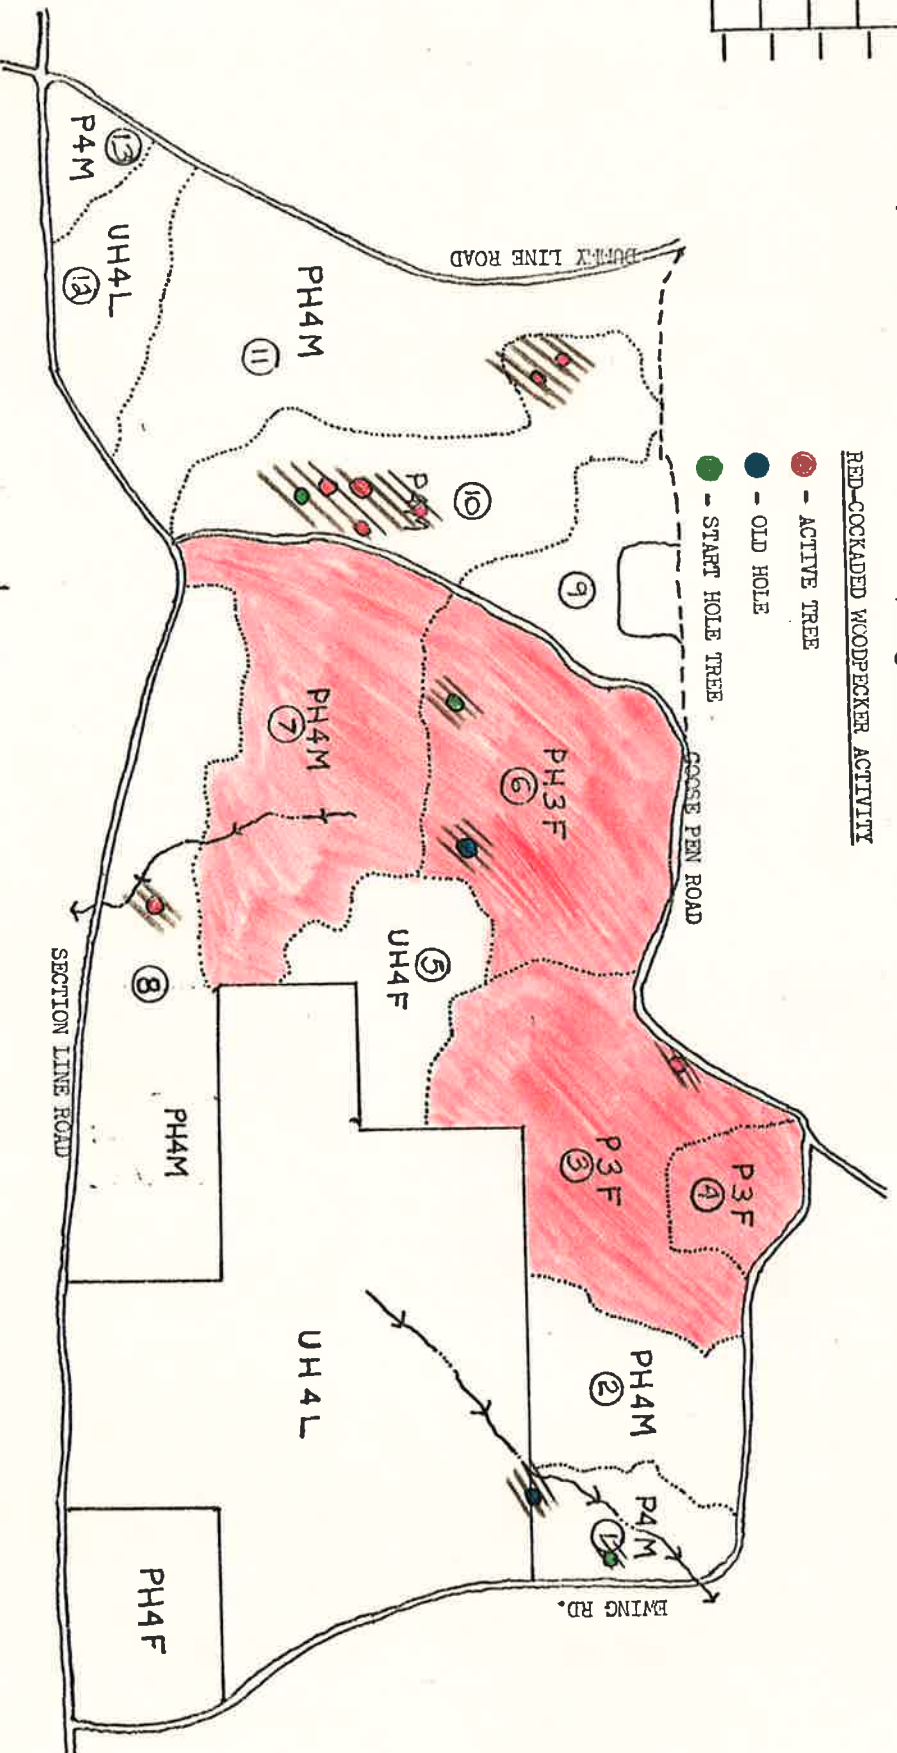 RED-COCKADED WOODPECKER ACTIVITY
- ACTIVE TREE
- OLD HOLE
- START HOLE TREE
DUMMY LINE ROAD
GOOSE PEN ROAD
EWING RD.
SECTION LINE ROAD
P4M
13
UH4L
12
PH4M
11
10
9
PH4M
7
PH3F
6
UH4F
5
8
PH4M
P3F
3
P3F
4
PH4M
2
P4M
1
UH4L
PH4F